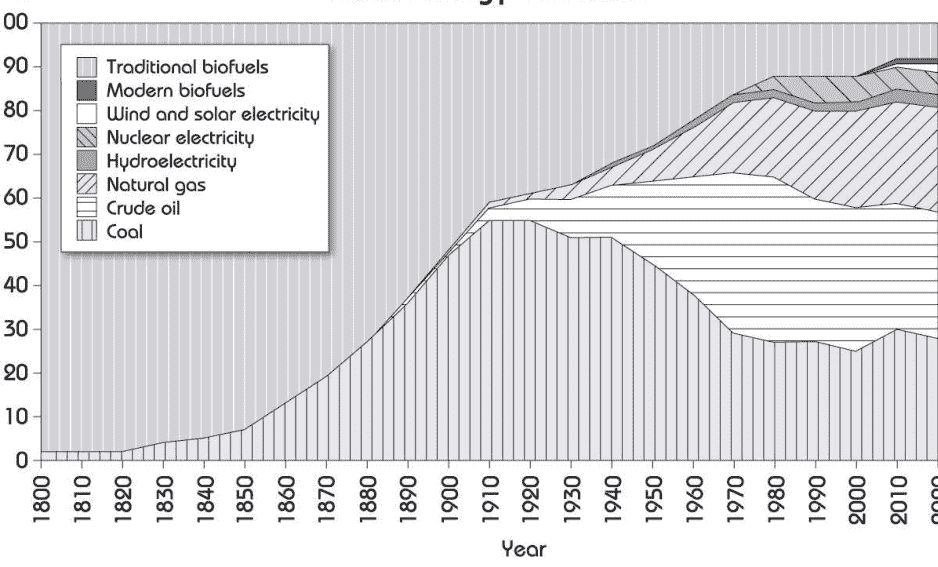 00
90
80
70
60
50
40
30
20
10
0
Traditional biofuels
Modern biofuels
Wind and solar electricity
Nuclear electricity
Hydroelectricity
Natural gas
Crude oil
Coal
1800 1810 1820 1830 1840 1850 1860 1870 1880 1890 1900 1910 1920 1930 1940 1950 1960 1970 1980 1990 2000 2010
Year